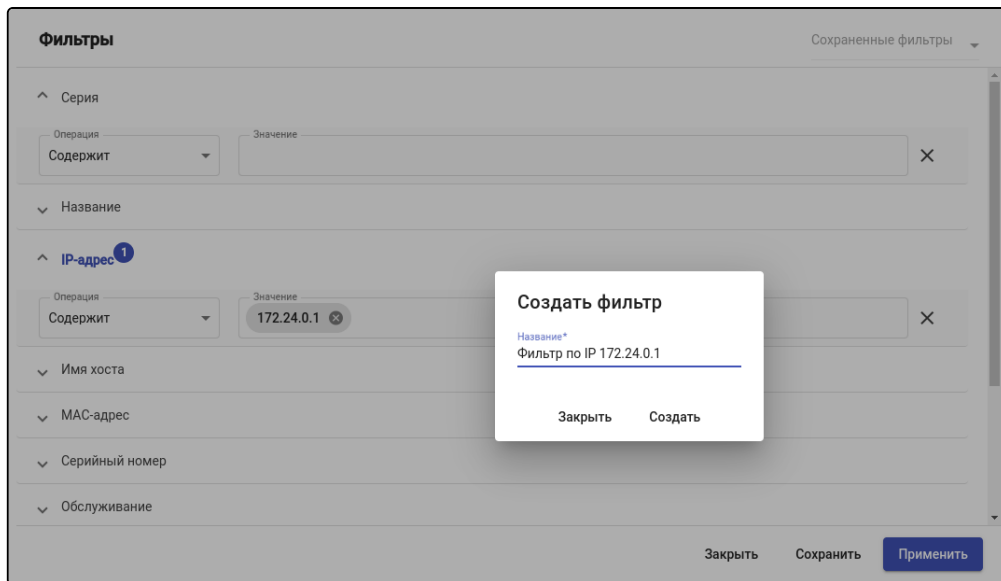 Фильтры
Сохраненные фильтры
Серия
Операция
Значение
Содержит
Название
IP-адрес 1
Операция
Значение
Содержит
172.24.0.1
Создать фильтр
Название*
Фильтр по IP 172.24.0.1
Закрыть Создать
Имя хоста
MAC-адрес
Серийный номер
Обслуживание
Закрыть Сохранить Применить